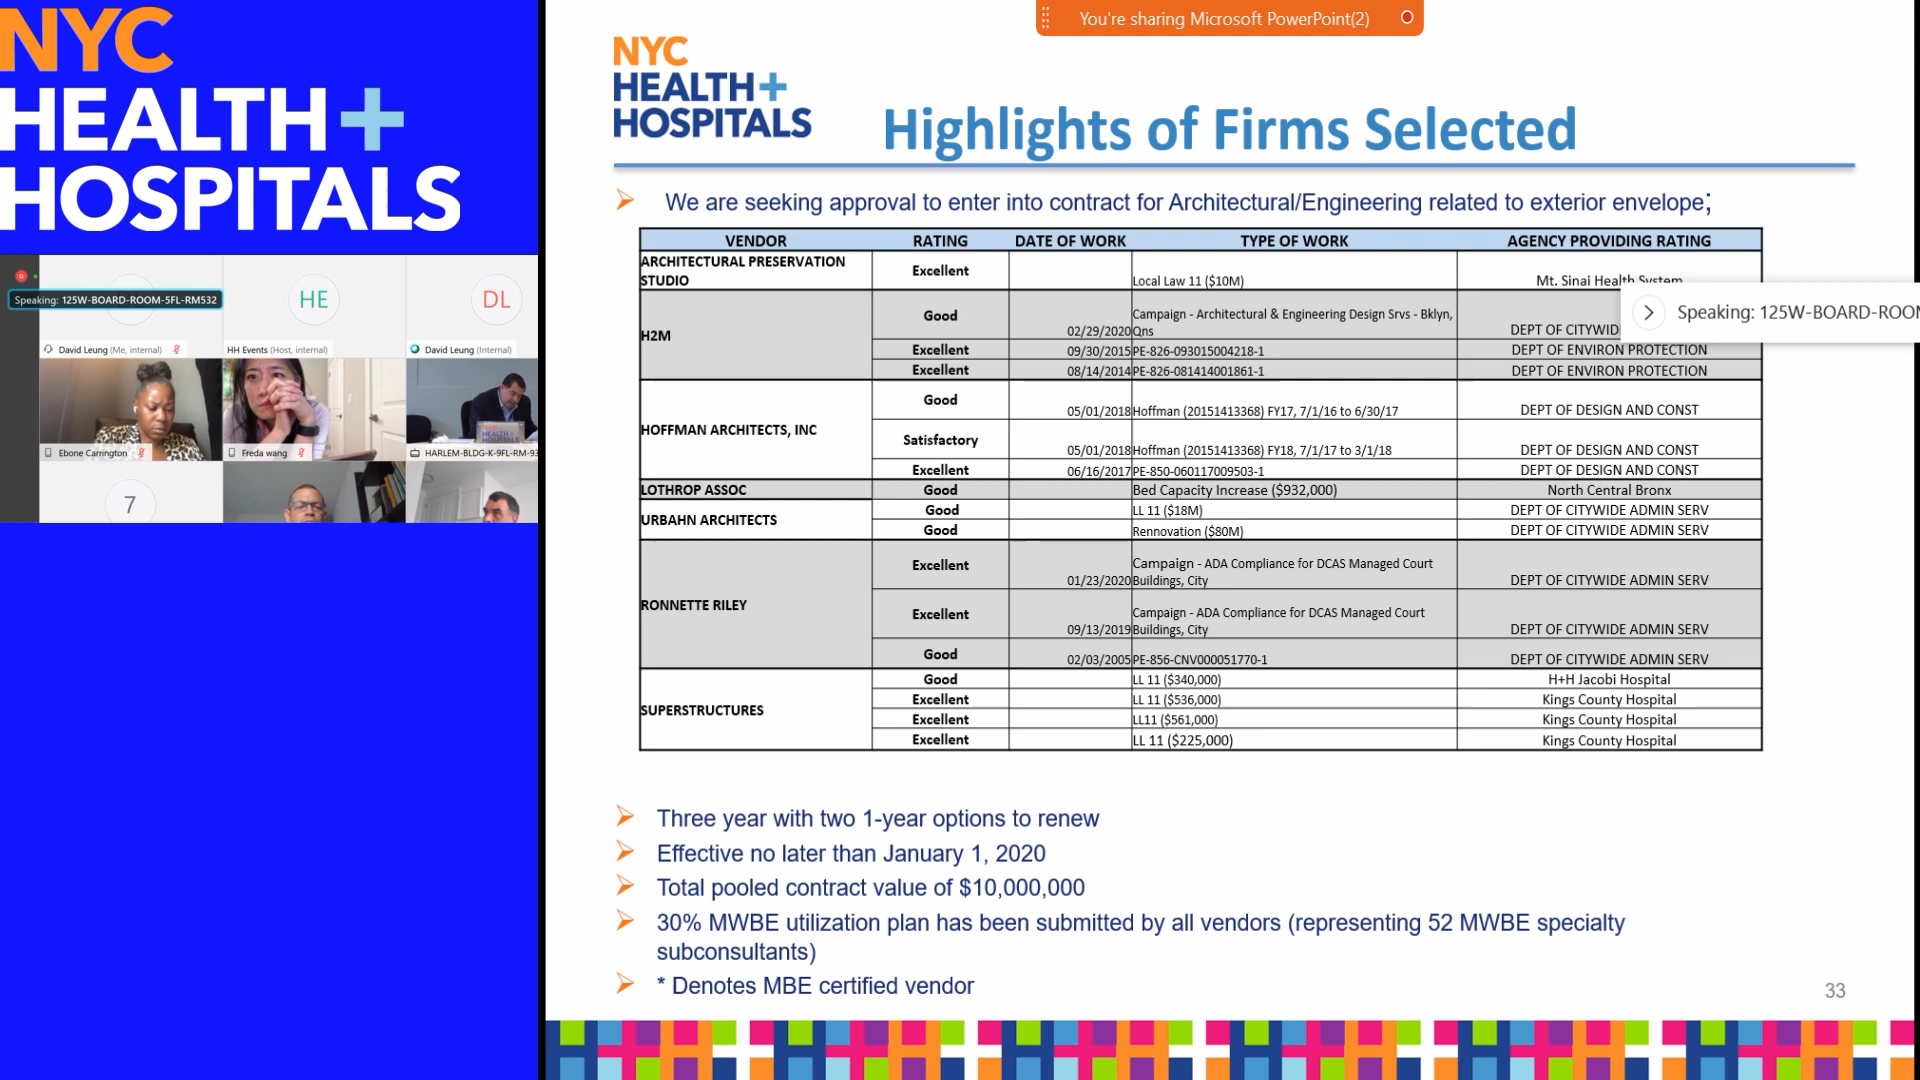 NYC
HEALTH+
HOSPITALS
Speaking: 125W-BOARD-ROOM-5FL-RM532
HE
DL
David Leung (Me, internal)
HH Events (Host, internal)
David Leung (Internal)
Ebone Carrington
Freda wang
HARLEM-BLDG-K-9FL-RM-93
7
You're sharing Microsoft PowerPoint(2)
NYC
HEALTH+
HOSPITALS
Highlights of Firms Selected
We are seeking approval to enter into contract for Architectural/Engineering related to exterior envelope;
VENDOR RATING DATE OF WORK TYPE OF WORK AGENCY PROVIDING RATING
ARCHITECTURAL PRESERVATION
STUDIO Excellent Local Law 11 ($10M) Mt. Sinai Health System
Speaking: 125W-BOARD-ROOM
H2M
Good 02/29/2020 Campaign - Architectural & Engineering Design Srvs - Bklyn,
Qns DEPT OF CITYWID
Excellent 09/30/2015 PE-826-093015004218-1 DEPT OF ENVIRON PROTECTION
Excellent 08/14/2014 PE-826-081414001861-1 DEPT OF ENVIRON PROTECTION
HOFFMAN ARCHITECTS, INC
Good 05/01/2018 Hoffman (20151413368) FY17, 7/1/16 to 6/30/17 DEPT OF DESIGN AND CONST
Satisfactory 05/01/2018 Hoffman (20151413368) FY18, 7/1/17 to 3/1/18 DEPT OF DESIGN AND CONST
Excellent 06/16/2017 PE-850-060117009503-1 DEPT OF DESIGN AND CONST
LOTHROP ASSOC Good Bed Capacity Increase ($932,000) North Central Bronx
URBAHN ARCHITECTS
Good LL 11 ($18M) DEPT OF CITYWIDE ADMIN SERV
Good Rennovation ($80M) DEPT OF CITYWIDE ADMIN SERV
RONNETTE RILEY
Excellent 01/23/2020 Campaign - ADA Compliance for DCAS Managed Court
Buildings, City DEPT OF CITYWIDE ADMIN SERV
Excellent 09/13/2019 Campaign - ADA Compliance for DCAS Managed Court
Buildings, City DEPT OF CITYWIDE ADMIN SERV
Good 02/03/2005 PE-856-CNV000051770-1 DEPT OF CITYWIDE ADMIN SERV
SUPERSTRUCTURES
Good LL 11 ($340,000) H+H Jacobi Hospital
Excellent LL 11 ($536,000) Kings County Hospital
Excellent LL11 ($561,000) Kings County Hospital
Excellent LL 11 ($225,000) Kings County Hospital
Three year with two 1-year options to renew
Effective no later than January 1, 2020
Total pooled contract value of $10,000,000
30% MWBE utilization plan has been submitted by all vendors (representing 52 MWBE specialty
subconsultants)
* Denotes MBE certified vendor
33